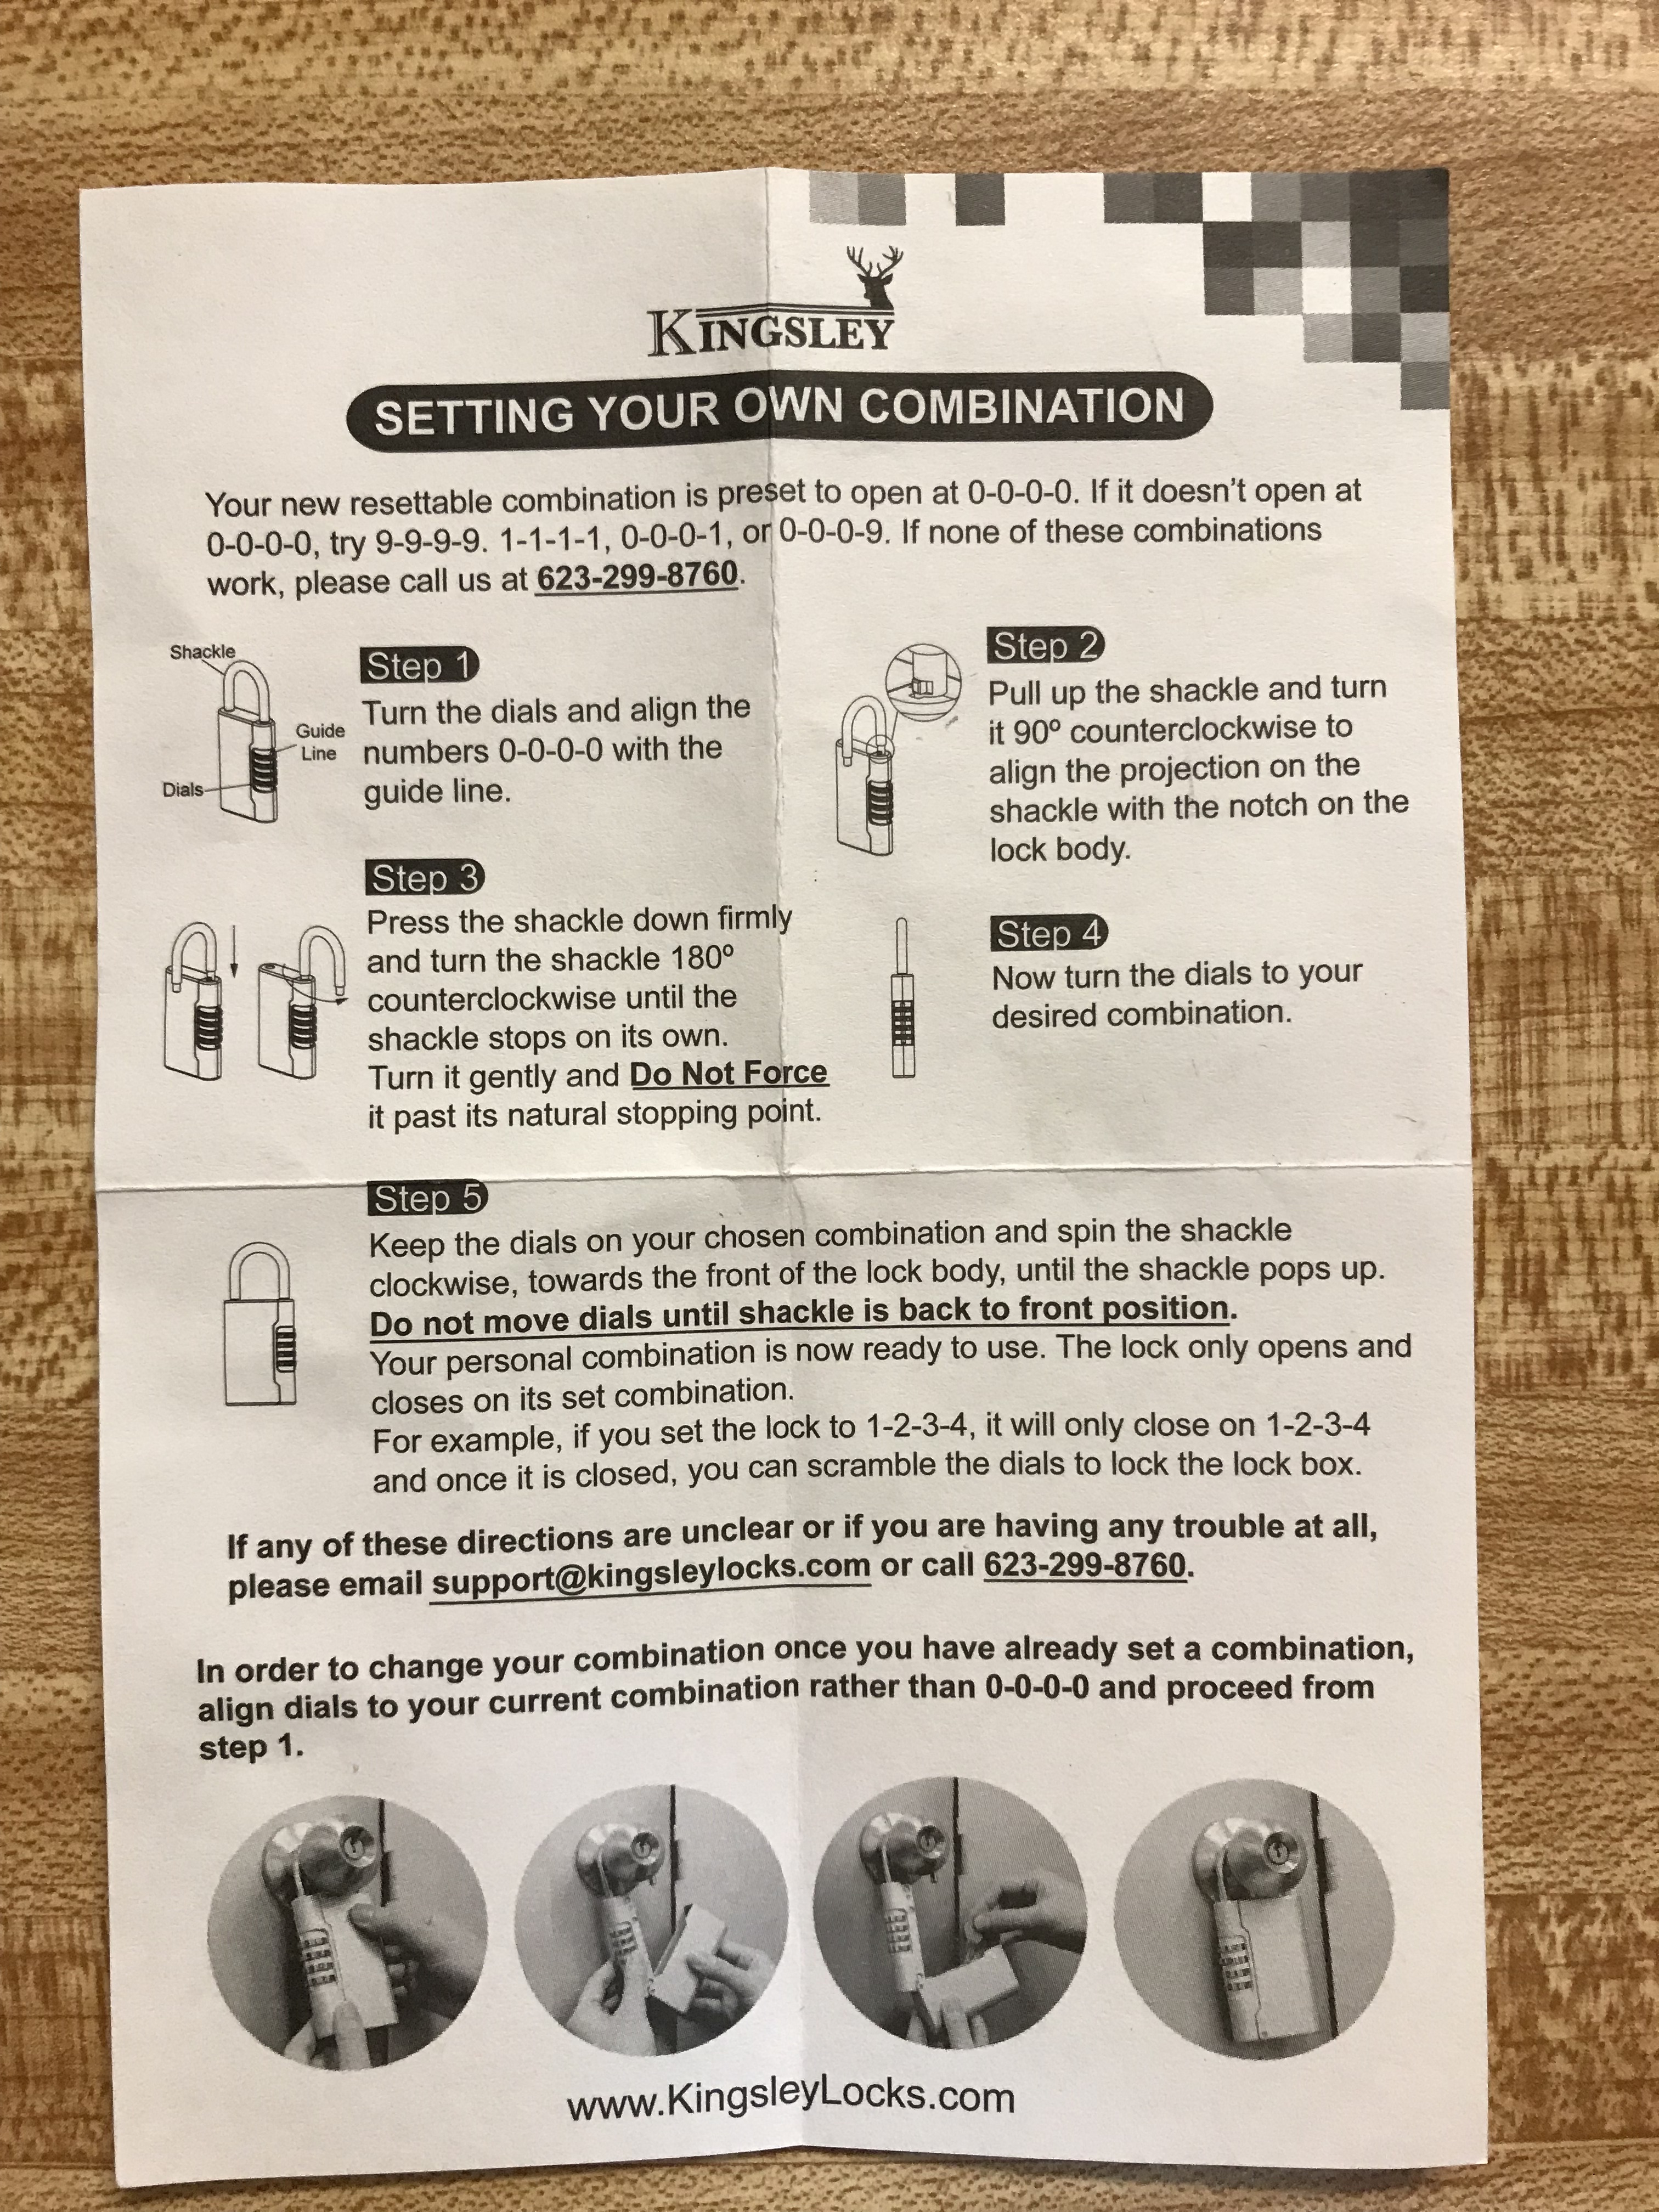 KINGSLEY
SETTING YOUR OWN COMBINATION
Your new resettable combination is preset to open at 0-0-0-0. If it doesn't open at
0-0-0-0, try 9-9-9-9. 1-1-1-1, 0-0-0-1, or 0-0-0-9. If none of these combinations
work, please call us at 623-299-8760.
Shackle
Guide
Line
Dials
Step 1
Turn the dials and align the
numbers 0-0-0-0 with the
guide line.
Step 2
Pull up the shackle and turn
it 90º counterclockwise to
align the projection on the
shackle with the notch on the
lock body.
Step 3
Press the shackle down firmly
and turn the shackle 180º
counterclockwise until the
shackle stops on its own.
Turn it gently and Do Not Force
it past its natural stopping point.
Step 4
Now turn the dials to your
desired combination.
Step 5
Keep the dials on your chosen combination and spin the shackle
clockwise, towards the front of the lock body, until the shackle pops up.
Do not move dials until shackle is back to front position.
Your personal combination is now ready to use. The lock only opens and
closes on its set combination.
For example, if you set the lock to 1-2-3-4, it will only close on 1-2-3-4
and once it is closed, you can scramble the dials to lock the lock box.
If any of these directions are unclear or if you are having any trouble at all,
please email support@kingsleylocks.com or call 623-299-8760.
In order to change your combination once you have already set a combination,
align dials to your current combination rather than 0-0-0-0 and proceed from
step 1.
www.KingsleyLocks.com